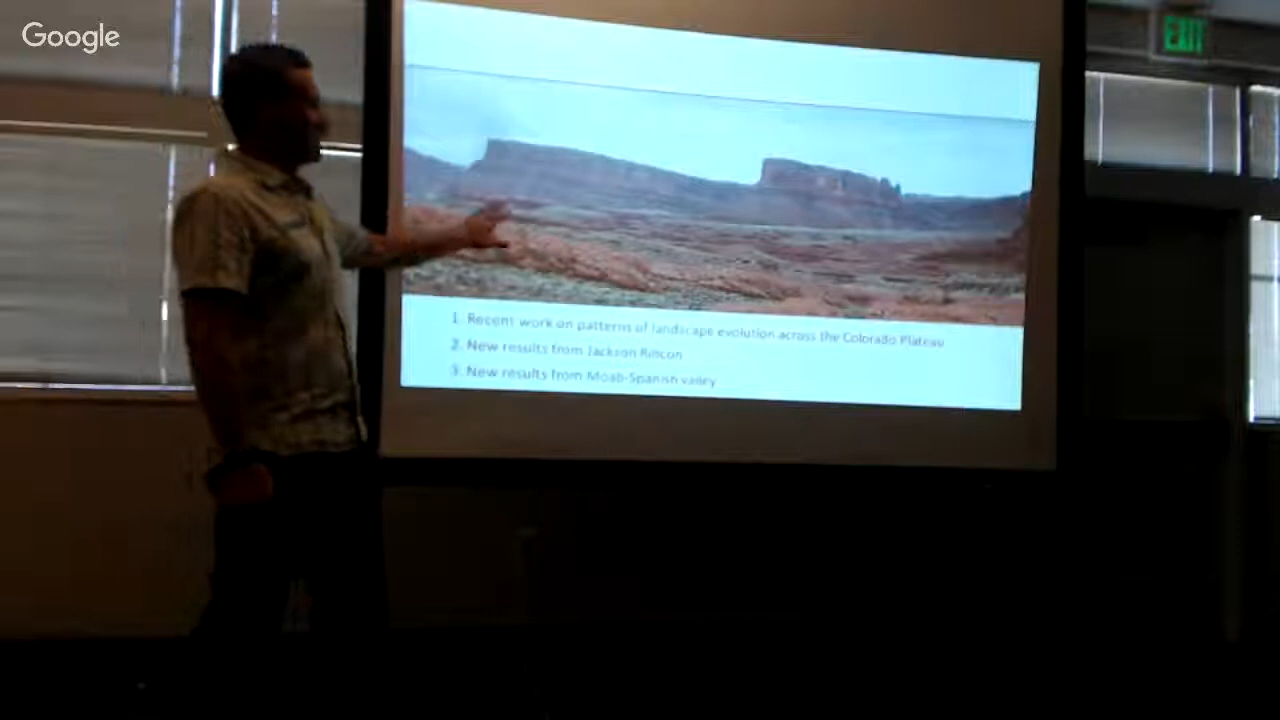 Google
EXIT
1. Recent work on patterns of landscape evolution across the Colorado Plateau
2. New results from Jackson Rincon
3. New results from Moab-Spanish valley